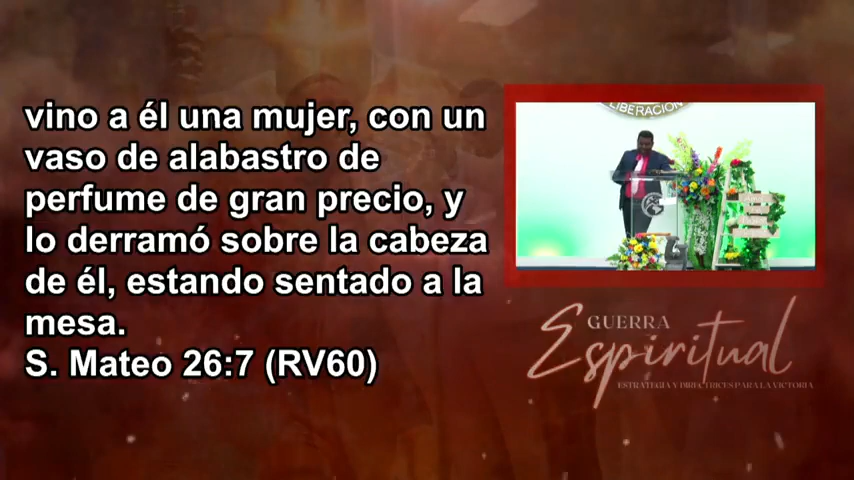 vino a él una mujer, con un
vaso de alabastro de
perfume de gran precio, y
lo derramó sobre la cabeza
de él, estando sentado a la
mesa.
S. Mateo 26:7 (RV60)
LIBERACIÓN
GUERRA
Espiritual
ESTRATEGIA Y DIRECTRICES PARA LA VICTORIA